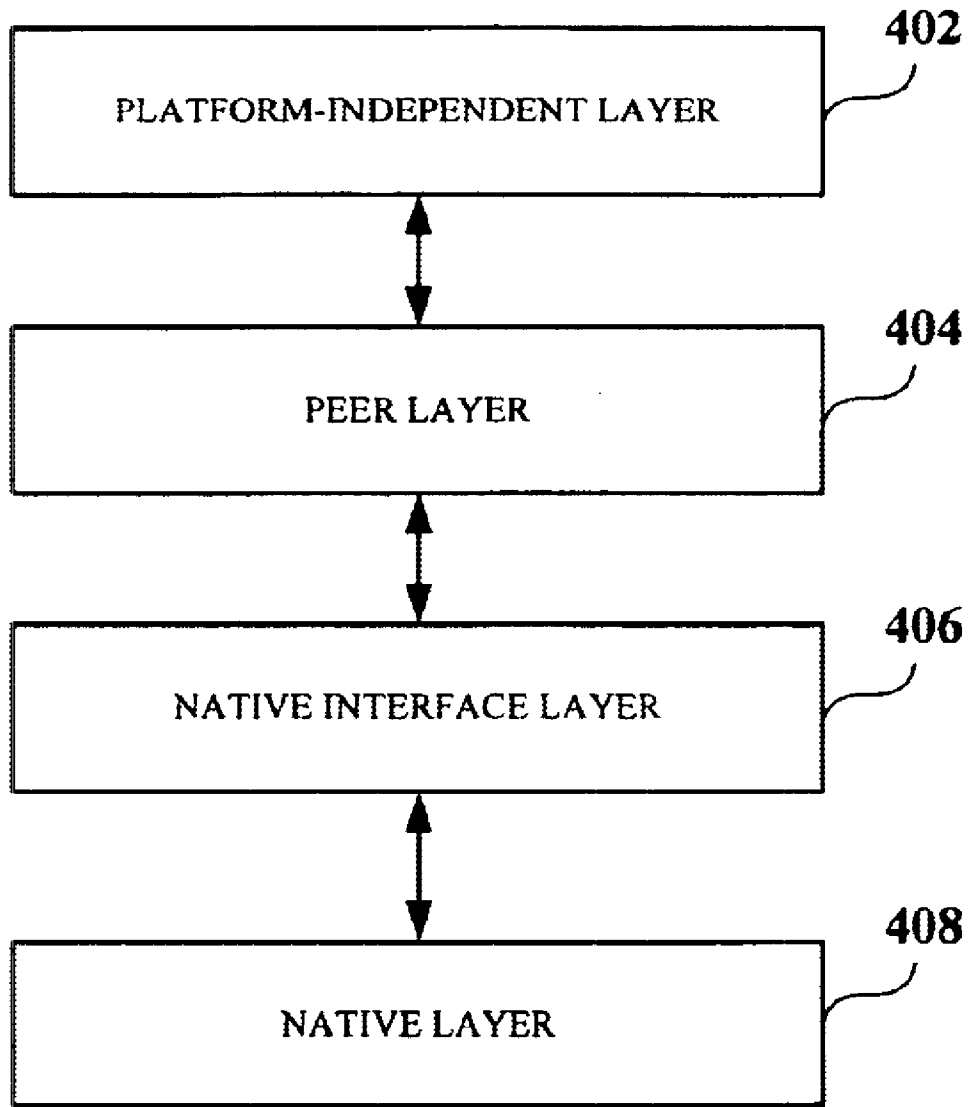 402
PLATFORM-INDEPENDENT LAYER
404
PEER LAYER
406
NATIVE INTERFACE LAYER
408
NATIVE LAYER